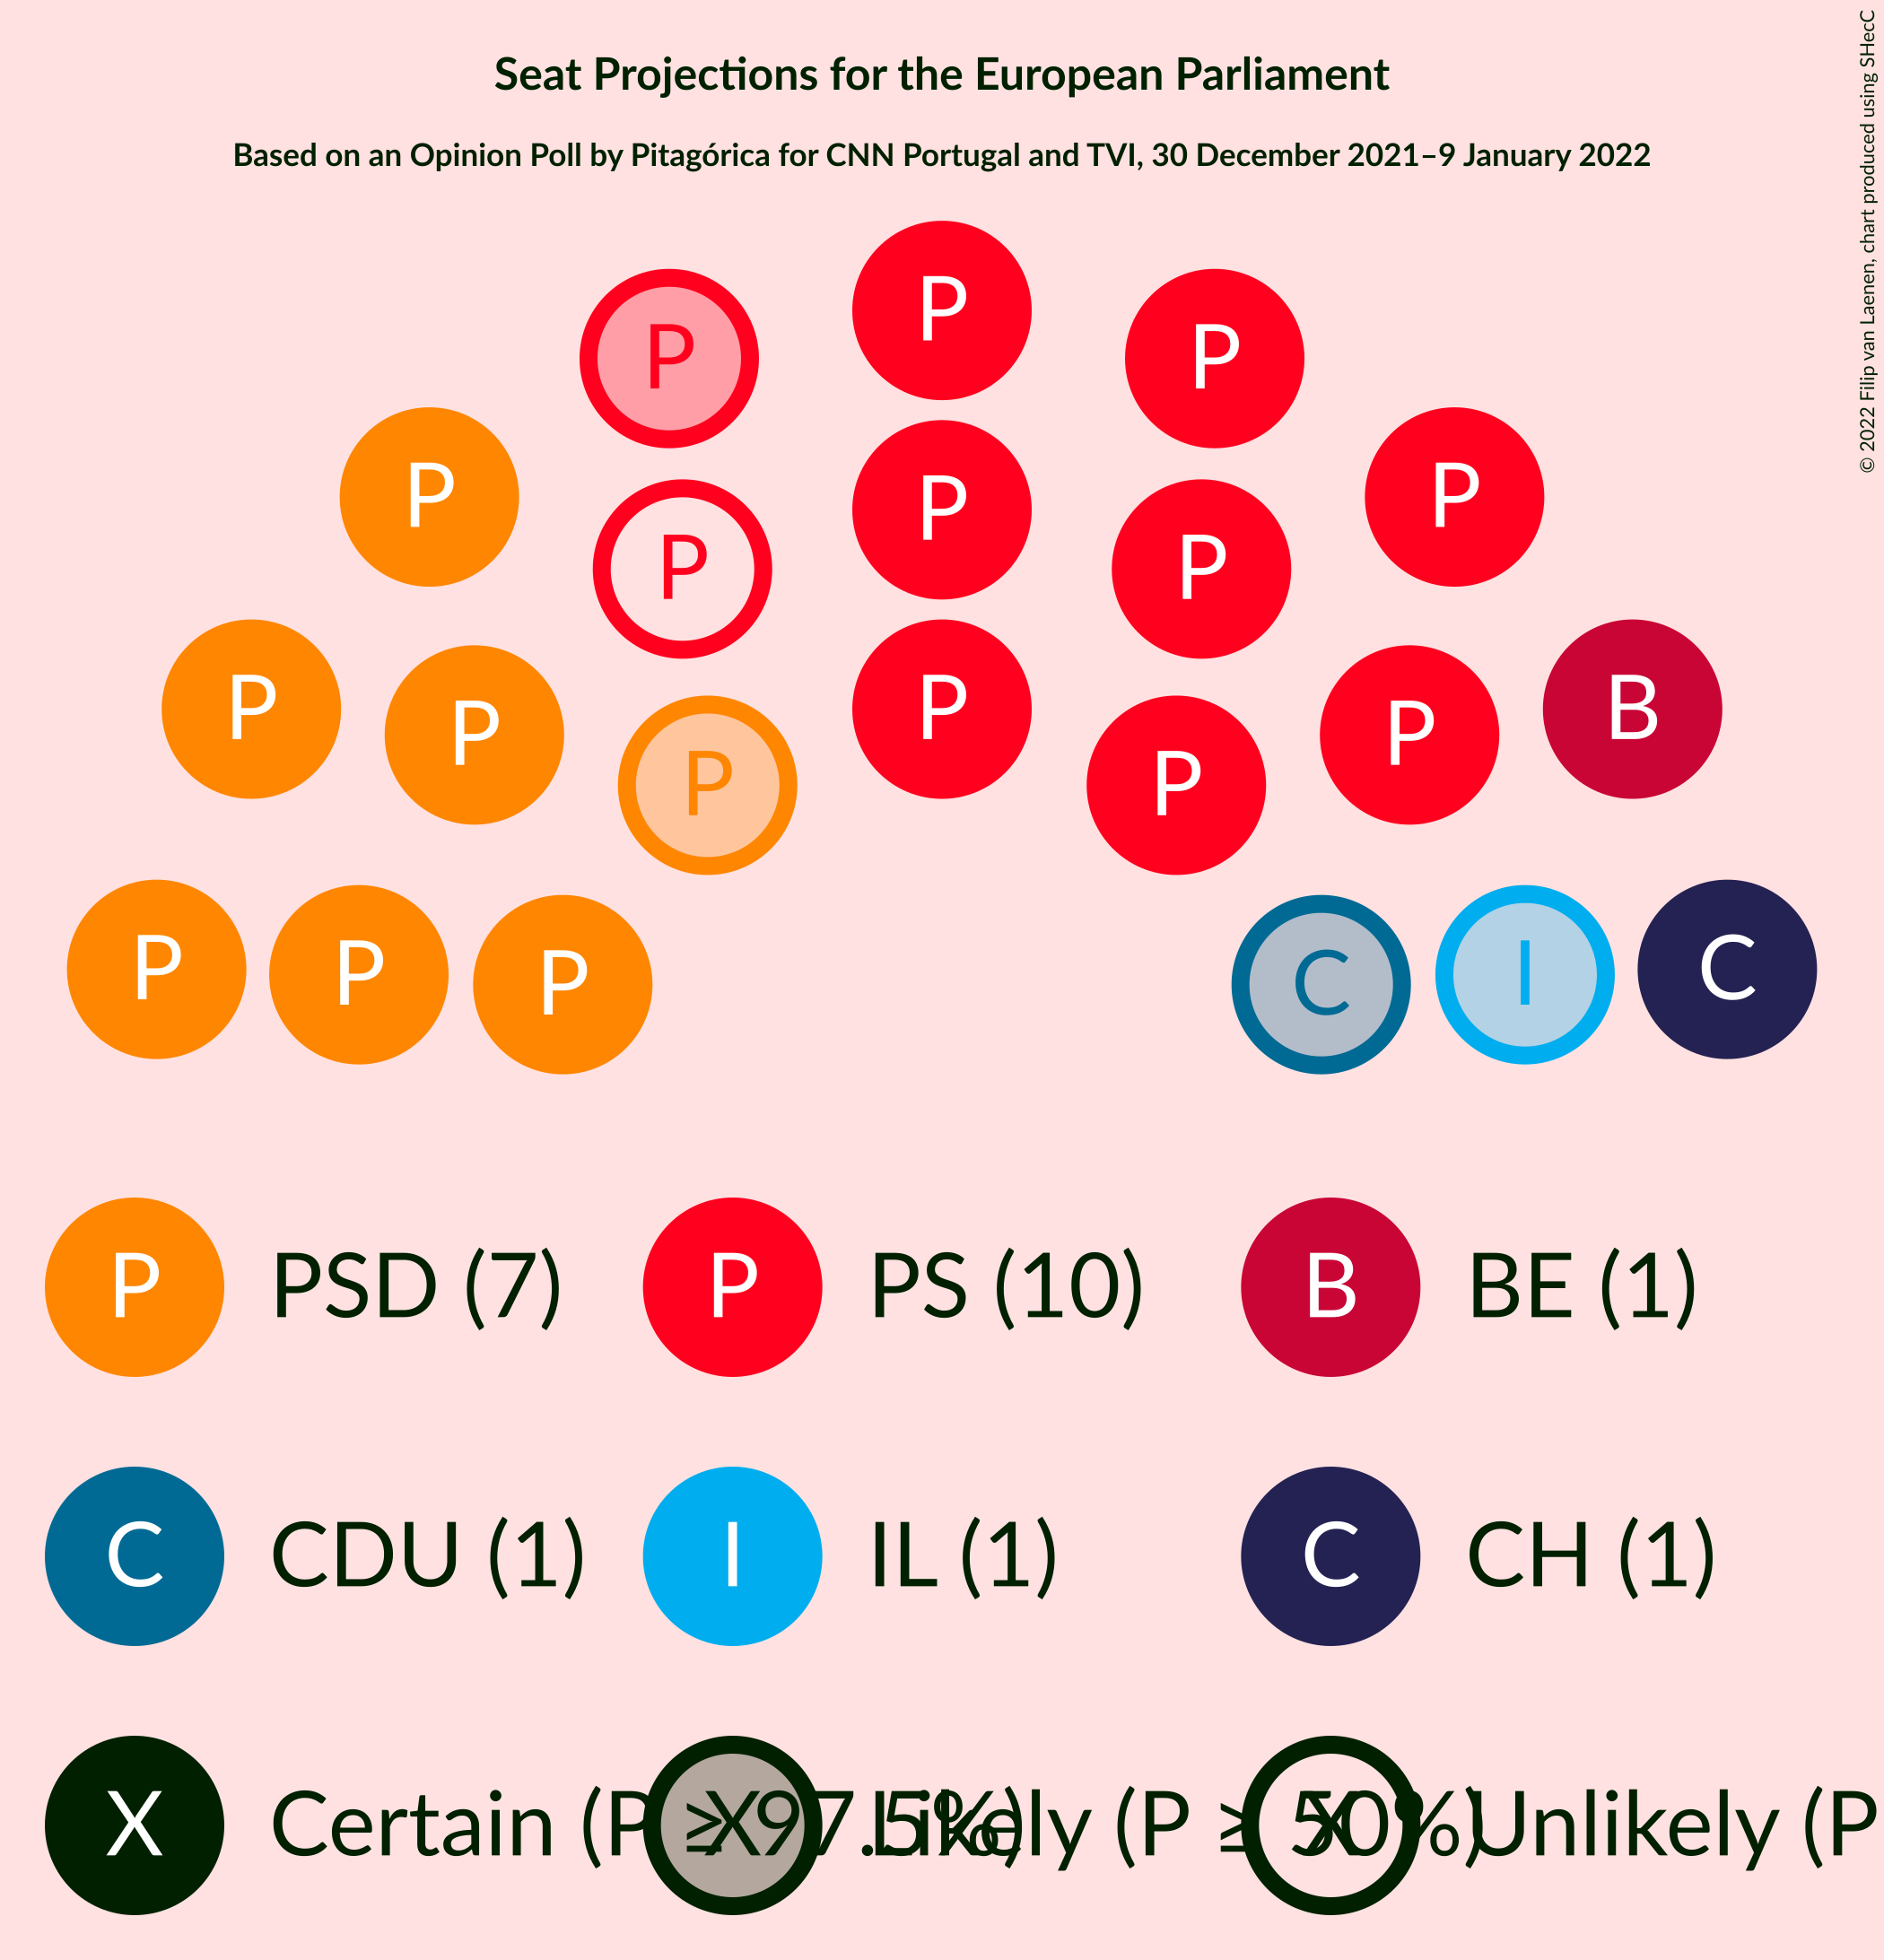 Seat Projections for the European Parliament
Based on an Opinion Poll by Pitagórica for CNN Portugal and TVI, 30 December 2021–9 January 2022
© 2022 Filip van Laenen, chart produced using SHecC
P
P P
P P
P
P P
P P
P P B
P P
P P
P P P C I C
P PSD (7) P PS (10) B BE (1)
C CDU (1) I IL (1) C CH (1)
X Certain (P ≥ 97.5%) X Likely (P ≥ 50%) X Unlikely (P